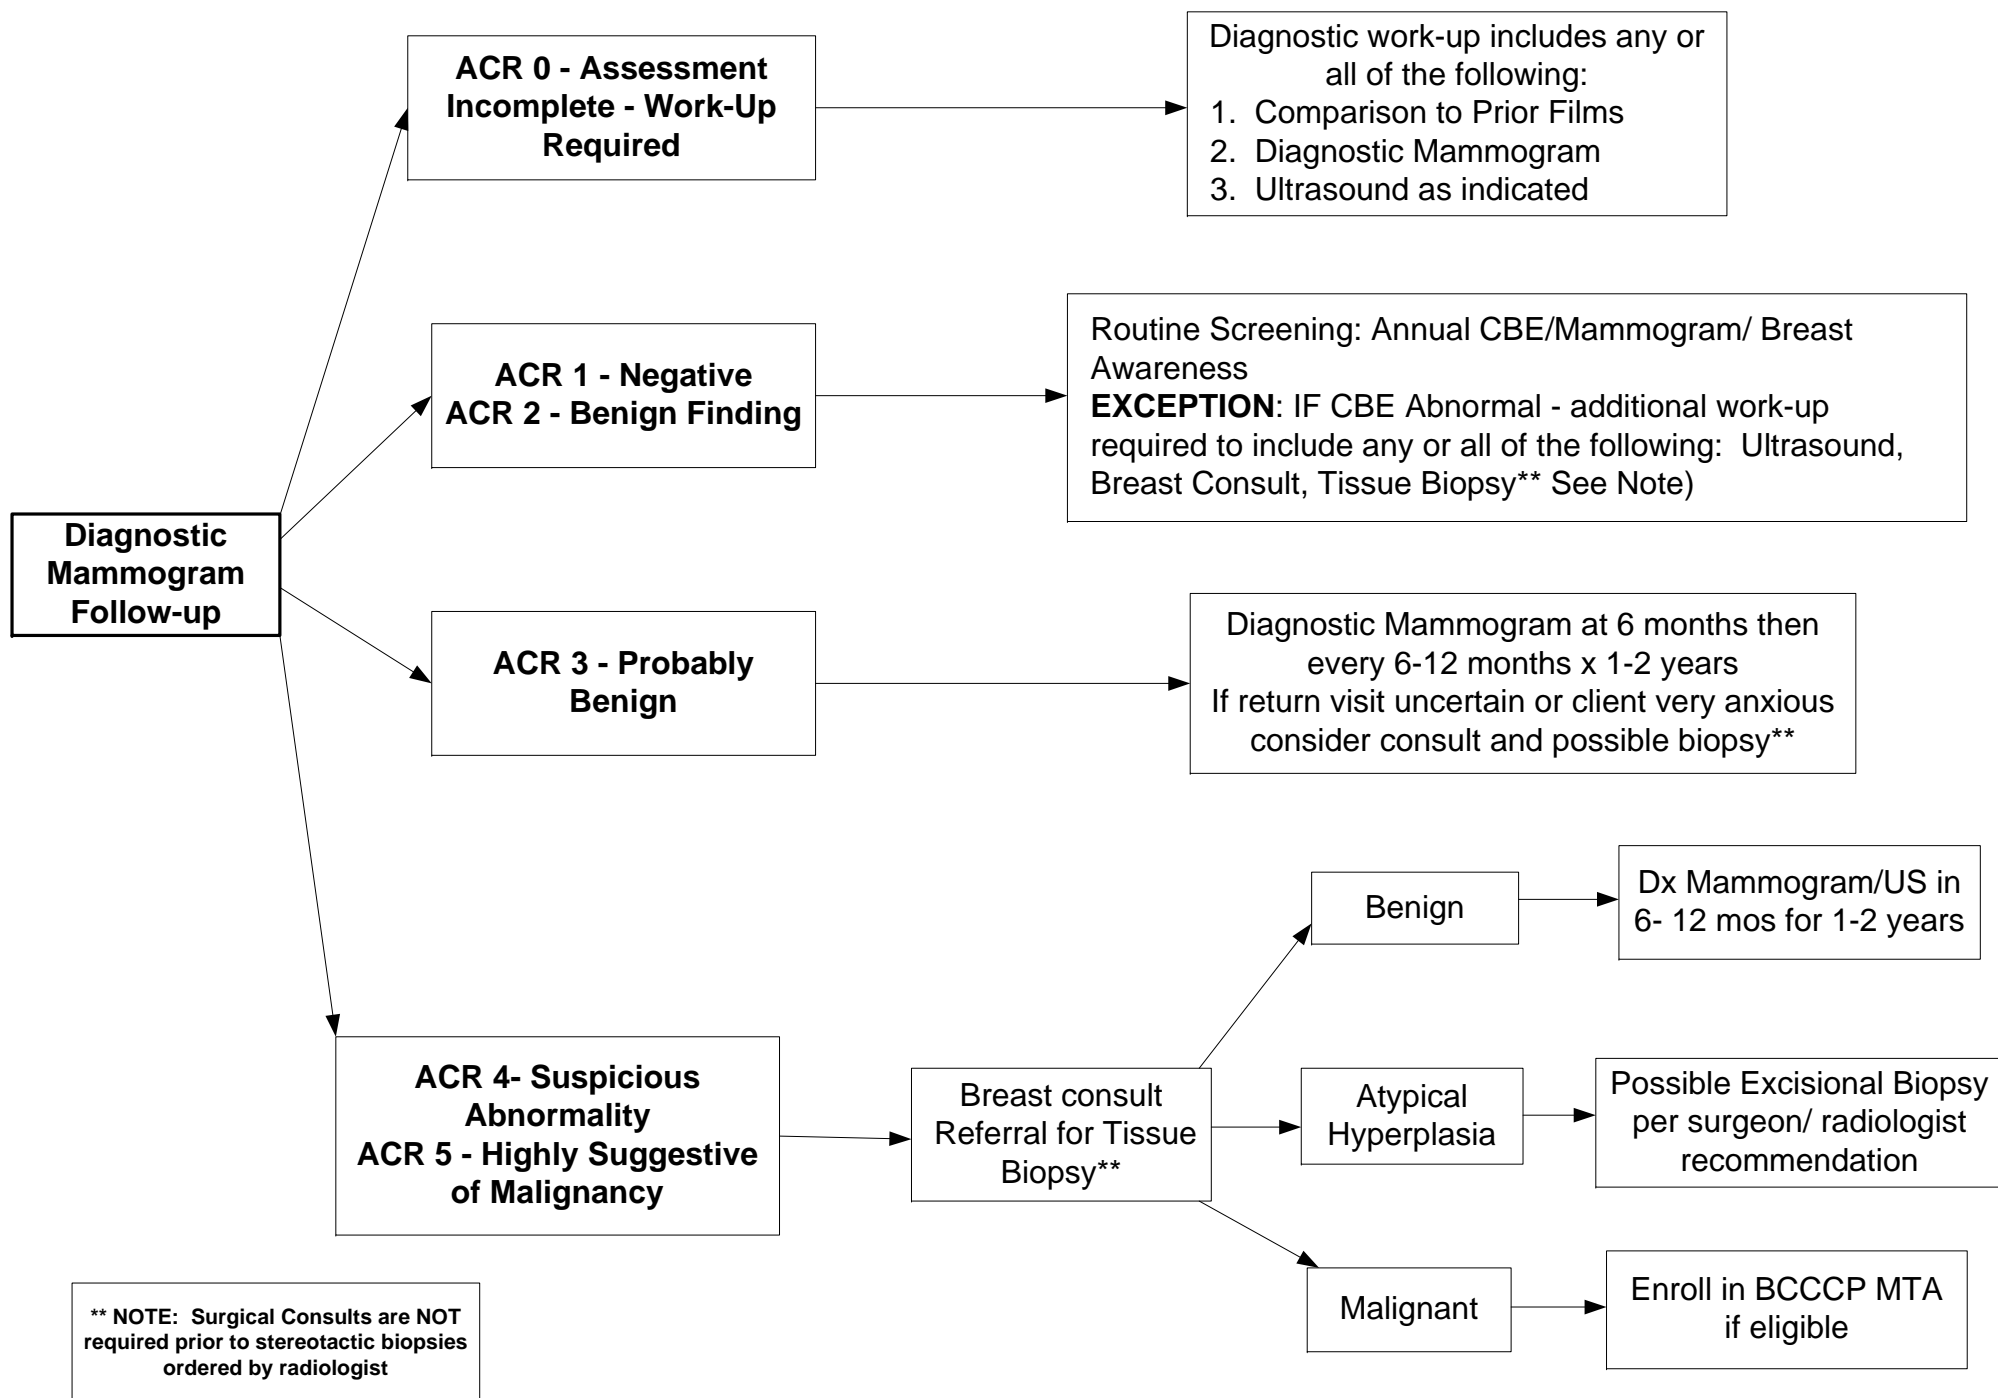 ACR 0 - Assessment
Incomplete - Work-Up
Required
Diagnostic work-up includes any or
all of the following:
1. Comparison to Prior Films
2. Diagnostic Mammogram
3. Ultrasound as indicated
ACR 1 - Negative
ACR 2 - Benign Finding
Routine Screening: Annual CBE/Mammogram/ Breast
Awareness
EXCEPTION: IF CBE Abnormal - additional work-up
required to include any or all of the following: Ultrasound,
Breast Consult, Tissue Biopsy** See Note)
Diagnostic
Mammogram
Follow-up
ACR 3 - Probably
Benign
Diagnostic Mammogram at 6 months then
every 6-12 months x 1-2 years
If return visit uncertain or client very anxious
consider consult and possible biopsy**
ACR 4- Suspicious
Abnormality
ACR 5 - Highly Suggestive
of Malignancy
Breast consult
Referral for Tissue
Biopsy**
Benign
Dx Mammogram/US in
6- 12 mos for 1-2 years
Atypical
Hyperplasia
Possible Excisional Biopsy
per surgeon/ radiologist
recommendation
Malignant
Enroll in BCCCP MTA
if eligible
** NOTE: Surgical Consults are NOT
required prior to stereotactic biopsies
ordered by radiologist